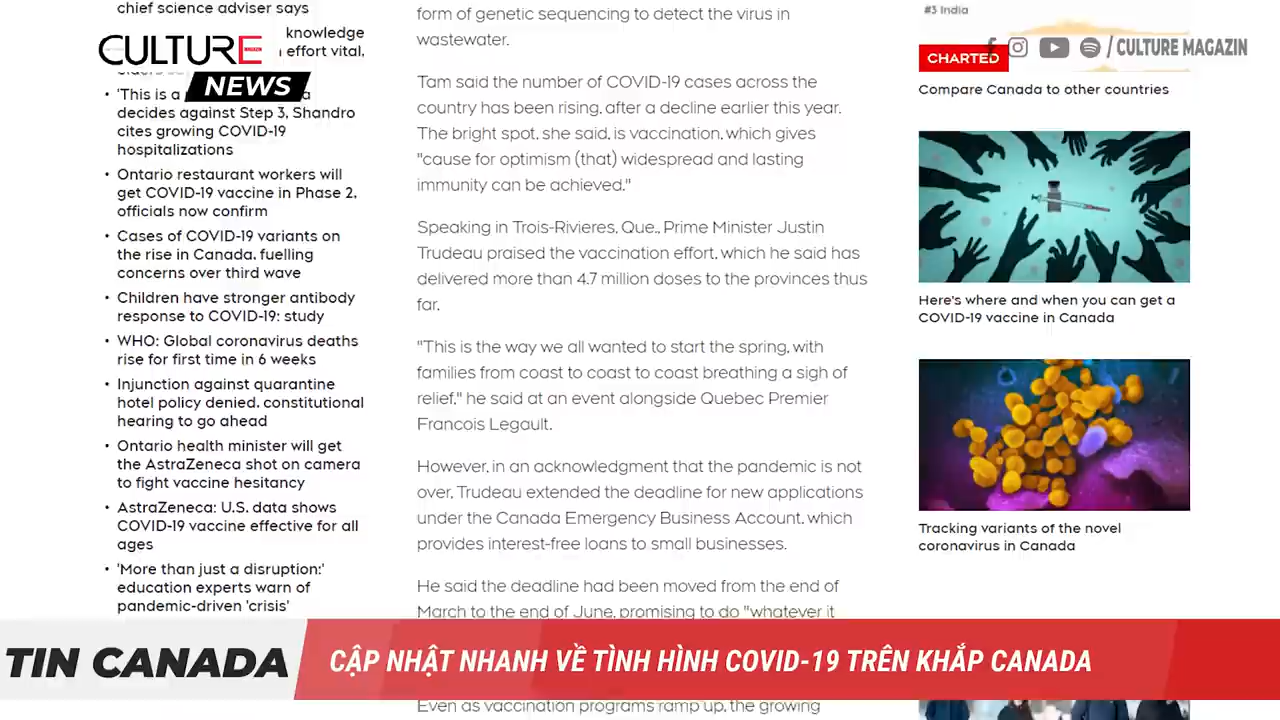 chief science adviser says
knowledge
effort vital,
CULTURE
NEWS
'This is a
decides against Step 3, Shandro
cites growing COVID-19
hospitalizations
Ontario restaurant workers will
get COVID-19 vaccine in Phase 2,
officials now confirm
Cases of COVID-19 variants on
the rise in Canada, fuelling
concerns over third wave
Children have stronger antibody
response to COVID-19: study
WHO: Global coronavirus deaths
rise for first time in 6 weeks
Injunction against quarantine
hotel policy denied, constitutional
hearing to go ahead
Ontario health minister will get
the AstraZeneca shot on camera
to fight vaccine hesitancy
AstraZeneca: U.S. data shows
COVID-19 vaccine effective for all
ages
'More than just a disruption:'
education experts warn of
pandemic-driven 'crisis'
form of genetic sequencing to detect the virus in
wastewater.
Tam said the number of COVID-19 cases across the
country has been rising, after a decline earlier this year.
The bright spot, she said, is vaccination, which gives
"cause for optimism (that) widespread and lasting
immunity can be achieved."
Speaking in Trois-Rivieres, Que., Prime Minister Justin
Trudeau praised the vaccination effort, which he said has
delivered more than 4.7 million doses to the provinces thus
far.
"This is the way we all wanted to start the spring, with
families from coast to coast to coast breathing a sigh of
relief," he said at an event alongside Quebec Premier
Francois Legault.
However, in an acknowledgment that the pandemic is not
over, Trudeau extended the deadline for new applications
under the Canada Emergency Business Account, which
provides interest-free loans to small businesses.
He said the deadline had been moved from the end of
March to the end of June, promising to do "whatever it
Even as vaccination programs ramp up, the growing
#3 India
CHARTED
/ CULTURE MAGAZIN
Compare Canada to other countries
Here's where and when you can get a
COVID-19 vaccine in Canada
Tracking variants of the novel
coronavirus in Canada
TIN CANADA
CẬP NHẬT NHANH VỀ TÌNH HÌNH COVID-19 TRÊN KHẮP CANADA